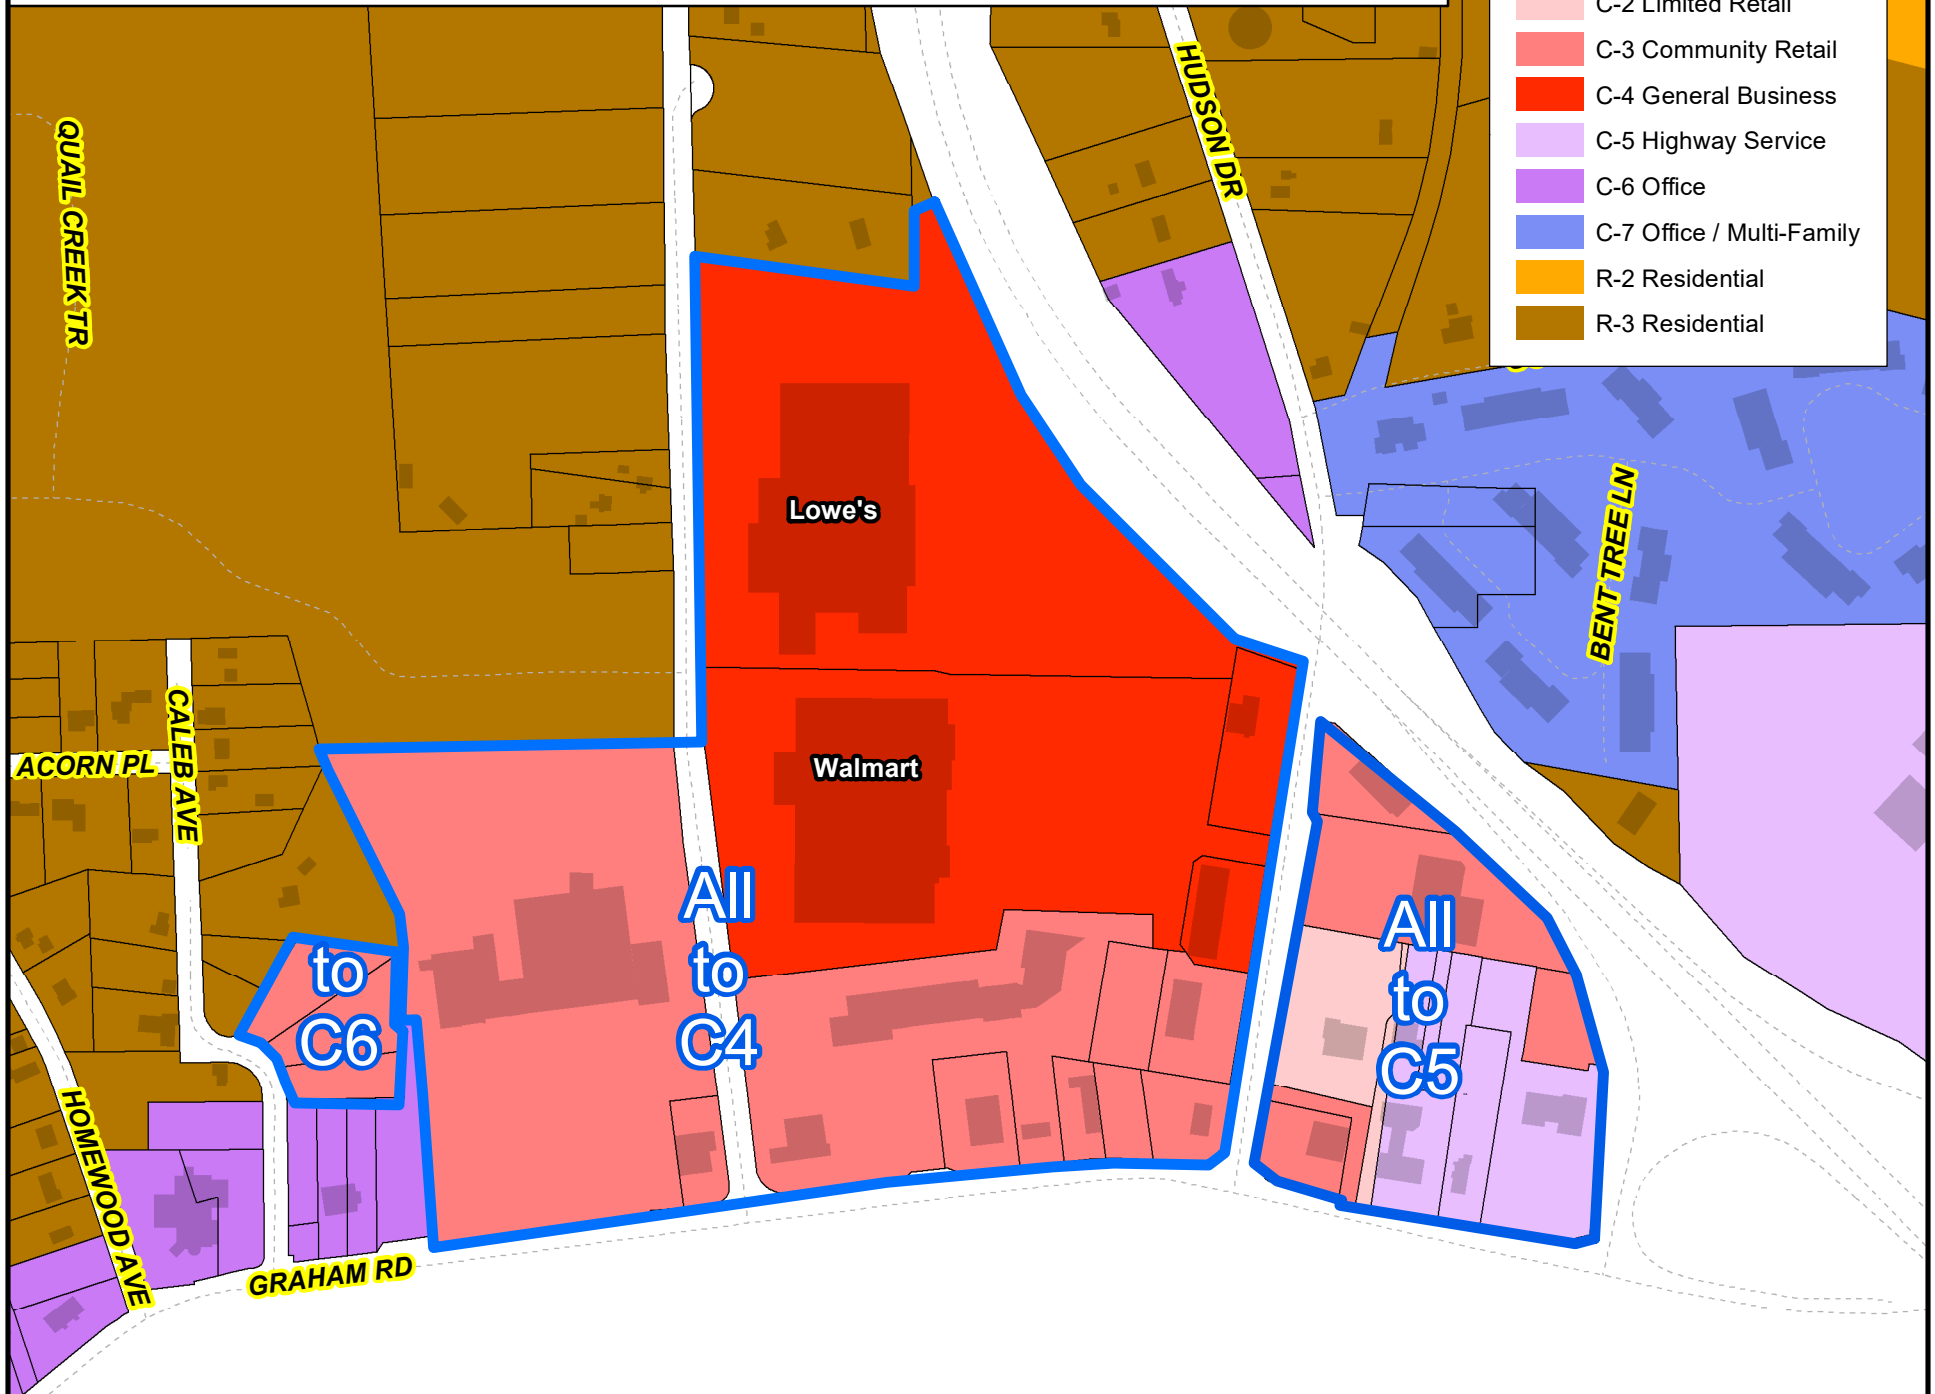 C-2 Limited Retail
C-3 Community Retail
C-4 General Business
C-5 Highway Service
C-6 Office
C-7 Office / Multi-Family
R-2 Residential
R-3 Residential
HUDSON DR
QUAIL CREEK TR
Lowe's
BENT TREE LN
CALEB AVE
ACORN PL
Walmart
All
to
C4
All
to
C5
to
C6
HOMEWOOD AVE
GRAHAM RD